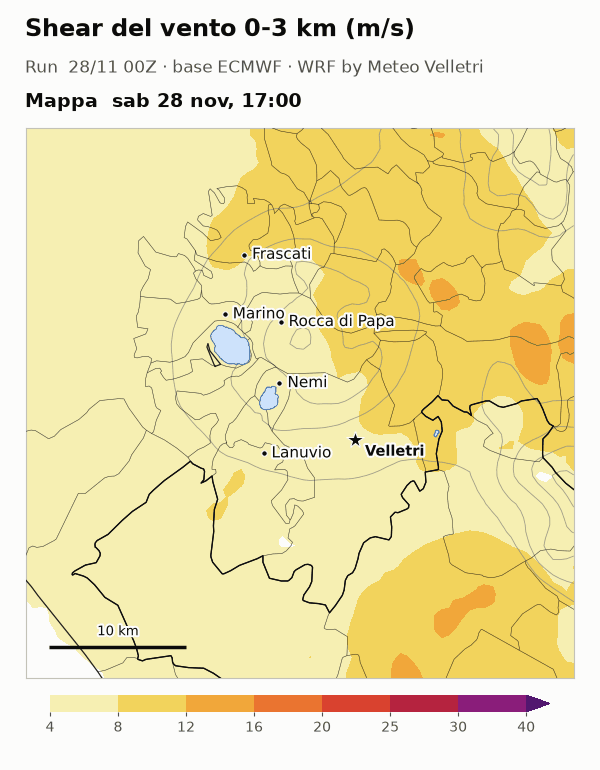 Shear del vento 0-3 km (m/s)
Run  28/11 00Z · base ECMWF · WRF by Meteo Velletri
Mappa  sab 28 nov, 17:00
Frascati
Marino
Rocca di Papa
Nemi
Velletri
Lanuvio
10 km
4 8 12 16 20 25 30 40